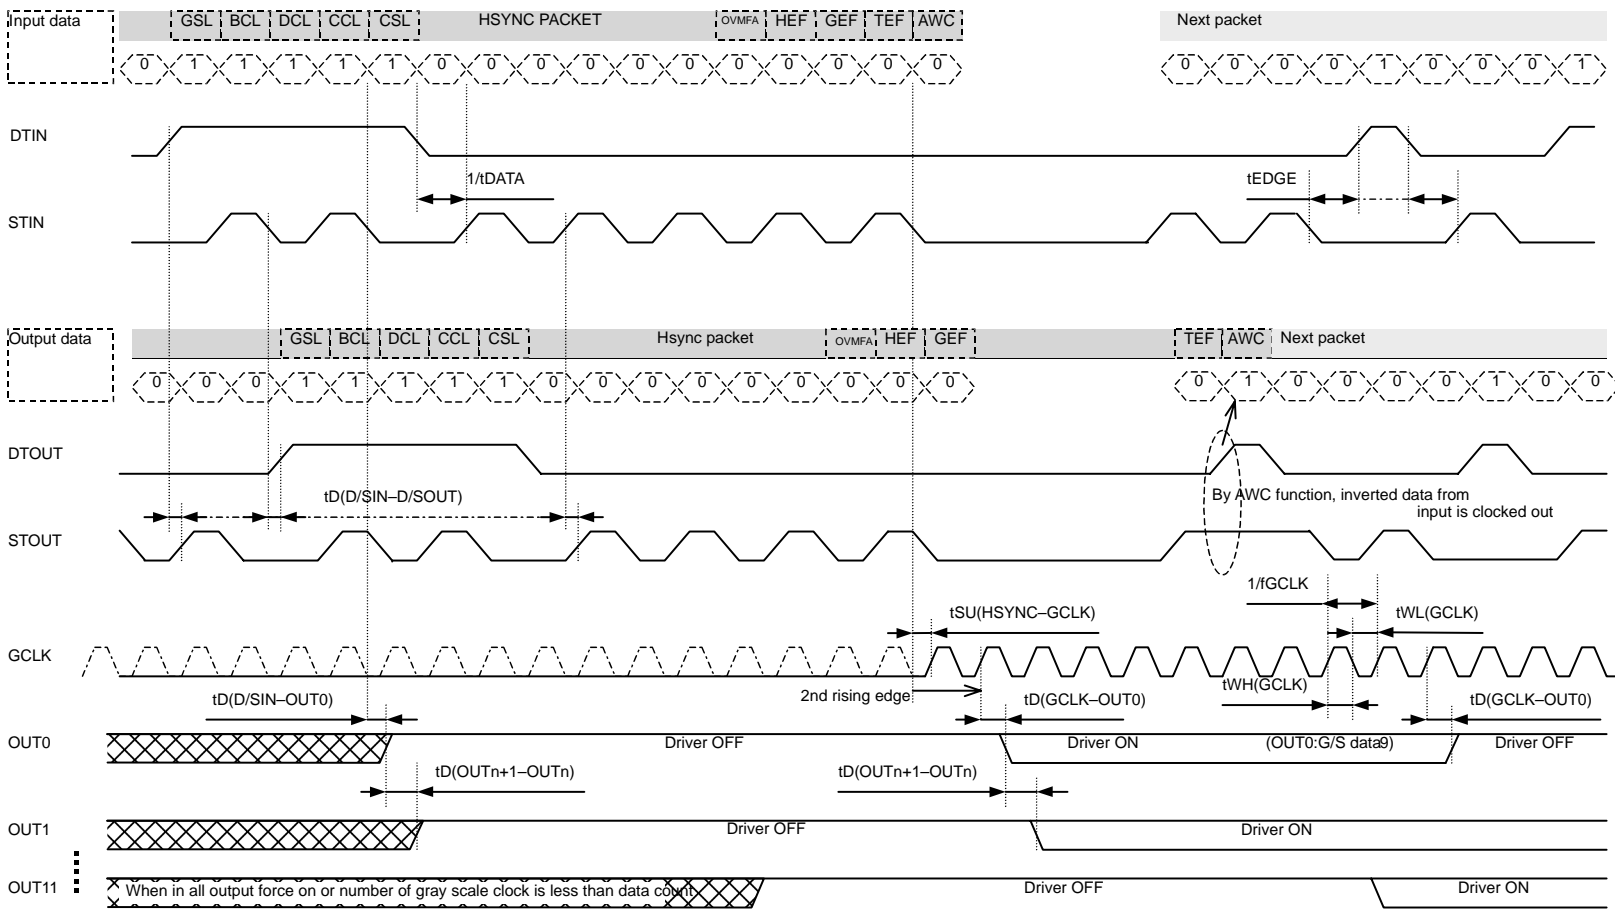 Input data
GSL BCL DCL CCL CSL HSYNC PACKET OVMFA HEF GEF TEF AWC Next packet
0 1 1 1 1 1 0 0 0 0 0 0 0 0 0 0 0 0 0 0 0 1 0 0 0 1
DTIN
1/tDATA tEDGE
STIN
Output data
GSL BCL DCL CCL CSL Hsync packet OVMFA HEF GEF TEF AWC Next packet
0 0 0 1 1 1 1 1 0 0 0 0 0 0 0 0 0 0 1 0 0 0 0 1 0 0
DTOUT
tD(D/SIN–D/SOUT)
By AWC function, inverted data from
input is clocked out
STOUT
1/fGCLK
tSU(HSYNC–GCLK) tWL(GCLK)
GCLK
tD(D/SIN–OUT0) 2nd rising edge tD(GCLK–OUT0) tWH(GCLK) tD(GCLK–OUT0)
OUT0 Driver OFF Driver ON (OUT0:G/S data9) Driver OFF
tD(OUTn+1–OUTn) tD(OUTn+1–OUTn)
OUT1 Driver OFF Driver ON
OUT11 When in all output force on or number of gray scale clock is less than data count Driver OFF Driver ON